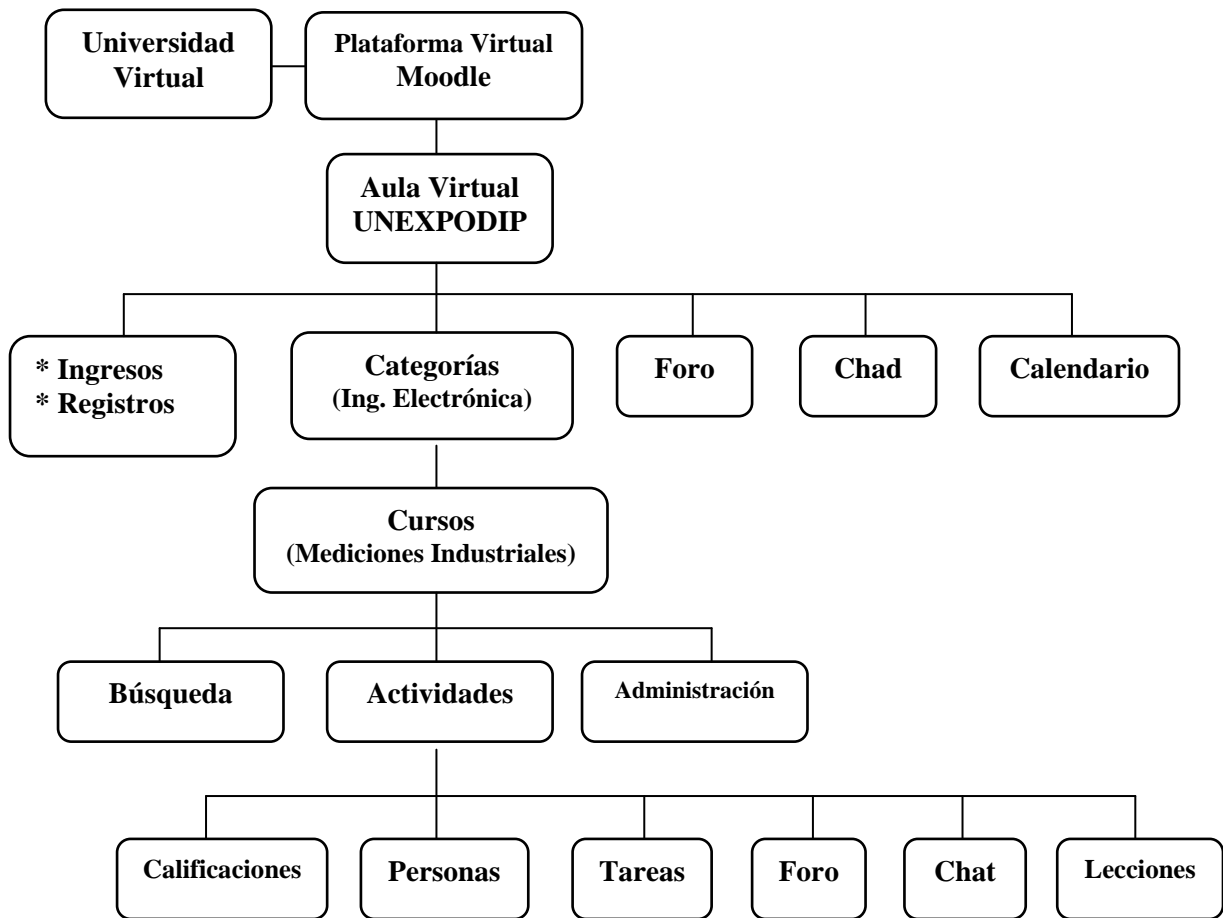 Universidad
Virtual
Plataforma Virtual
Moodle
Aula Virtual
UNEXPODIP
* Ingresos
* Registros
Categorías
(Ing. Electrónica)
Foro
Chad
Calendario
Cursos
(Mediciones Industriales)
Búsqueda
Actividades
Administración
Calificaciones
Personas
Tareas
Foro
Chat
Lecciones